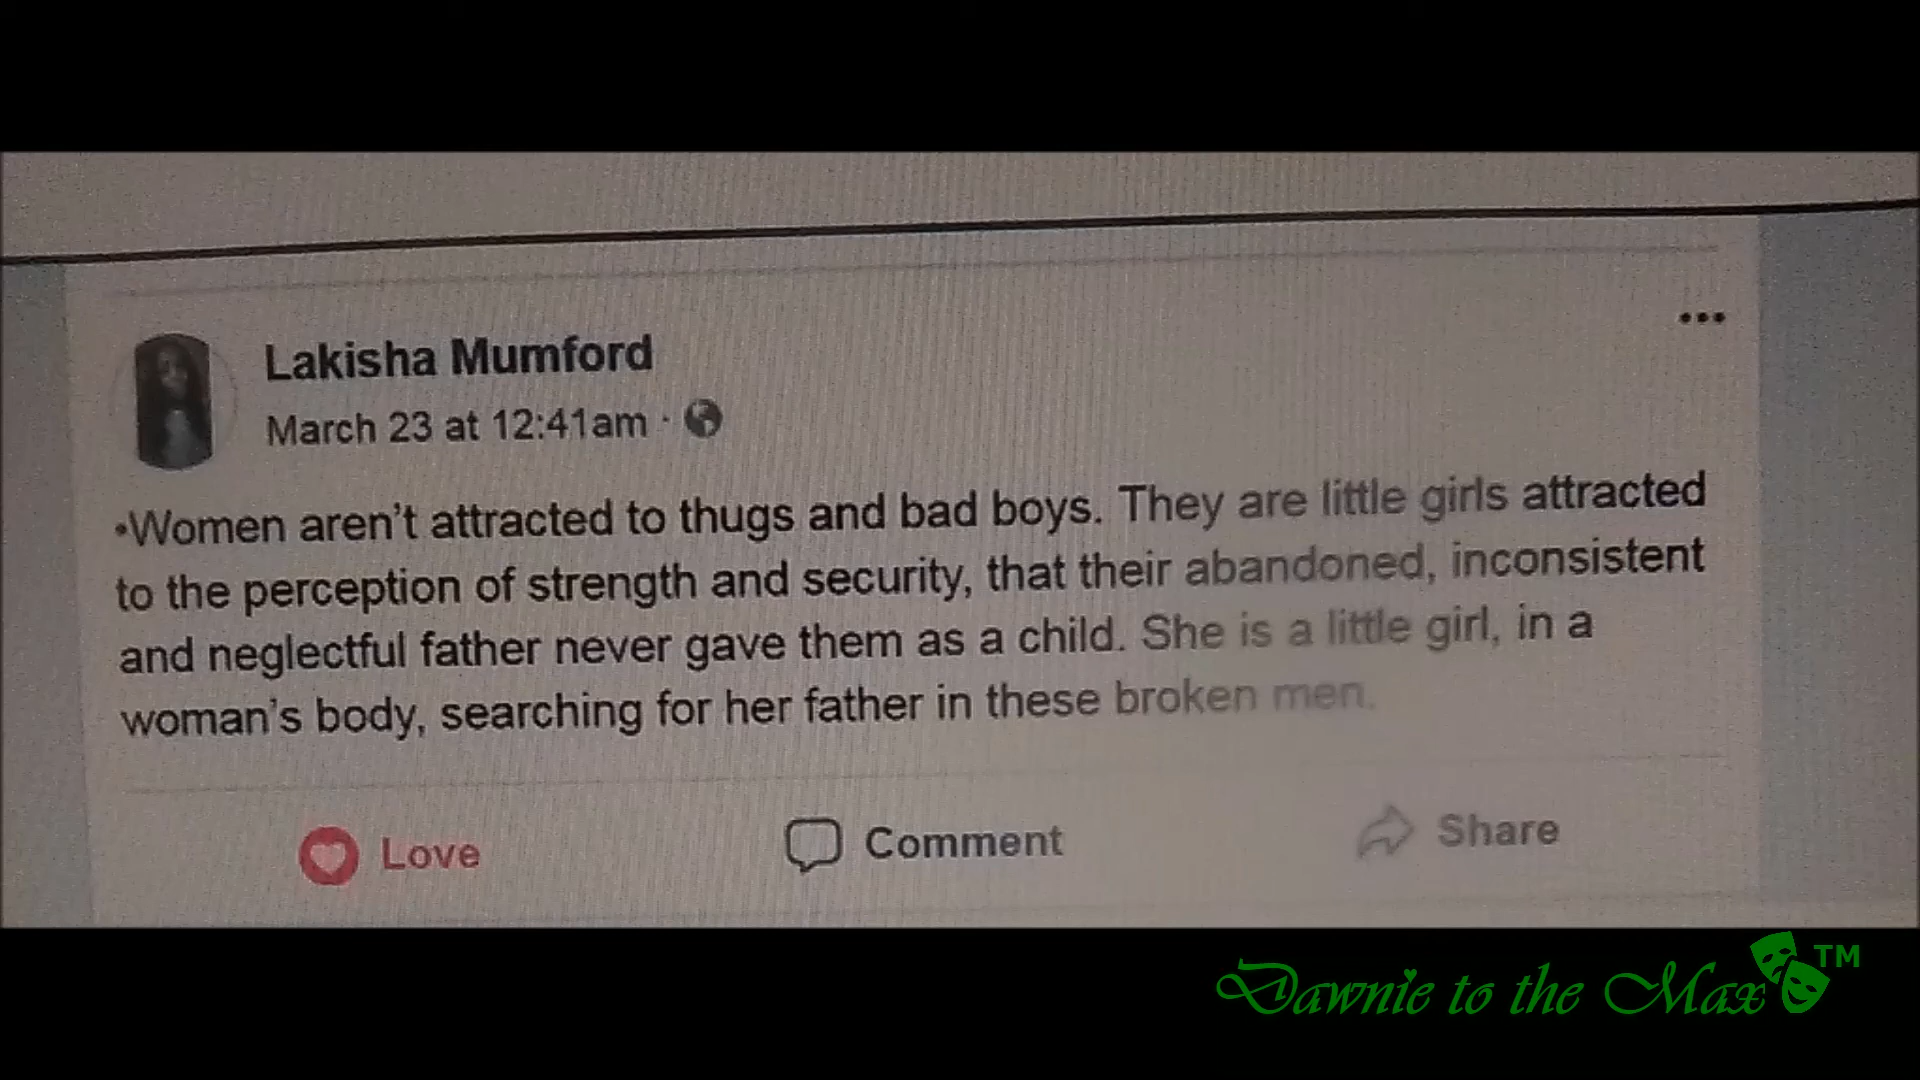 Lakisha Mumford
March 23 at 12:41am ·
•Women aren't attracted to thugs and bad boys. They are little girls attracted
to the perception of strength and security, that their abandoned, inconsistent
and neglectful father never gave them as a child. She is a little girl, in a
woman's body, searching for her father in these broken men.
Love
Comment
Share
Dawnie to the Max TM